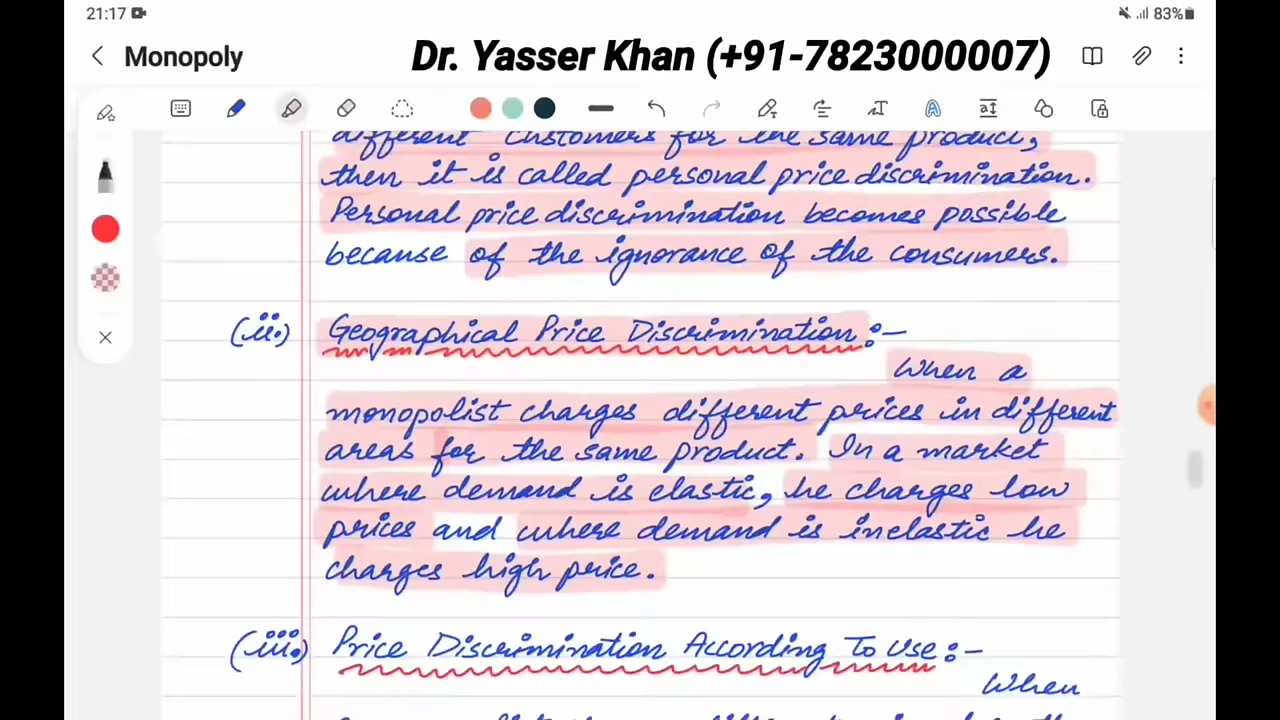 21:17
83%
Monopoly
Dr. Yasser Khan (+91-7823000007)
different customers for the same product,
then it is called personal price discrimination.
Personal price discrimination becomes possible
because of the ignorance of the consumers.
(ii.) Geographical Price Discrimination:-
When a
monopolist charges different prices in different
areas for the same product. In a market
where demand is elastic, he charges low
prices and where demand is inelastic he
charges high price.
(iii.) Price Discrimination According To Use:-
When